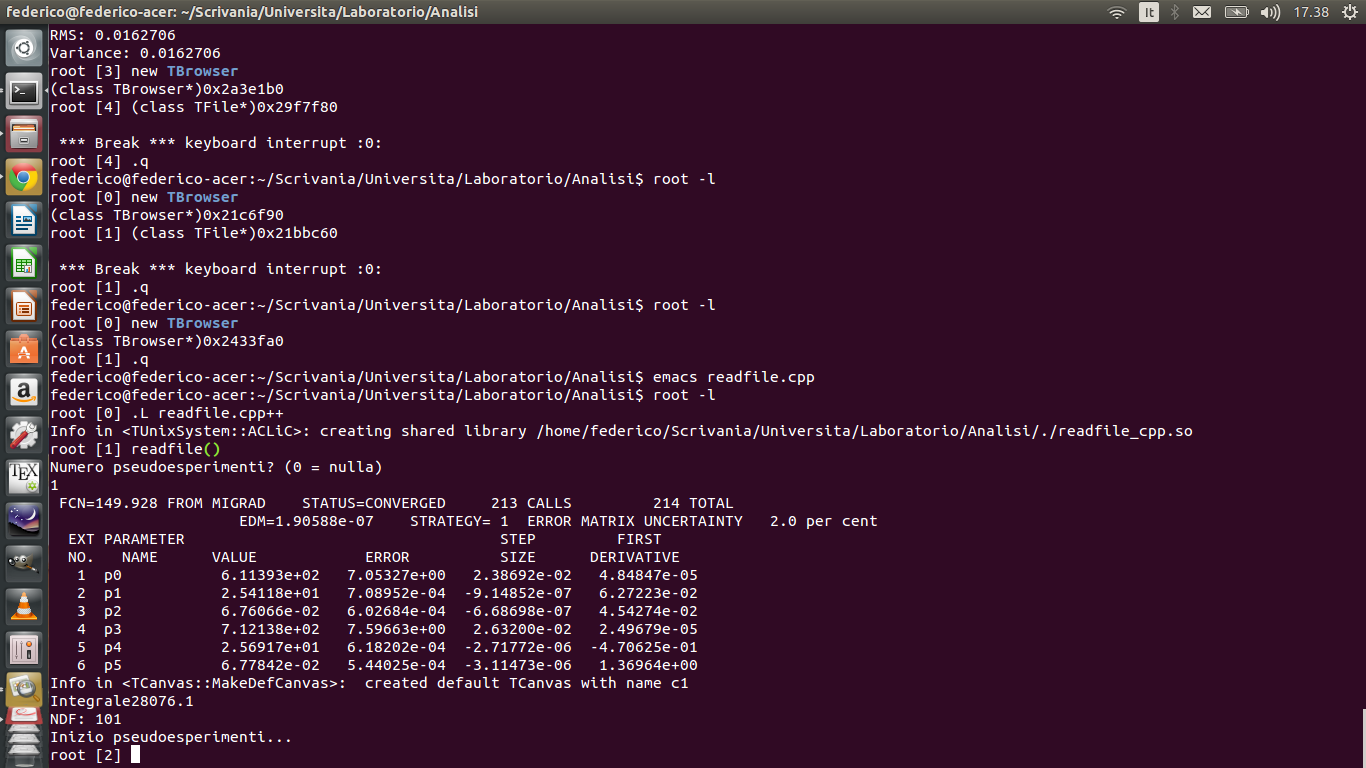 federico@federico-acer: ~/Scrivania/Universita/Laboratorio/Analisi
It
17.38
RMS: 0.0162706
Variance: 0.0162706
root [3] new TBrowser
(class TBrowser*)0x2a3e1b0
root [4] (class TFile*)0x29f7f80
*** Break *** keyboard interrupt :0:
root [4] .q
federico@federico-acer:~/Scrivania/Universita/Laboratorio/Analisi$ root -l
root [0] new TBrowser
(class TBrowser*)0x21c6f90
root [1] (class TFile*)0x21bbc60
*** Break *** keyboard interrupt :0:
root [1] .q
federico@federico-acer:~/Scrivania/Universita/Laboratorio/Analisi$ root -l
root [0] new TBrowser
(class TBrowser*)0x2433fa0
root [1] .q
federico@federico-acer:~/Scrivania/Universita/Laboratorio/Analisi$ emacs readfile.cpp
federico@federico-acer:~/Scrivania/Universita/Laboratorio/Analisi$ root -l
root [0] .L readfile.cpp++
Info in <TUnixSystem::ACLiC>: creating shared library /home/federico/Scrivania/Universita/Laboratorio/Analisi/./readfile_cpp.so
root [1] readfile()
Numero pseudoesperimenti? (0 = nulla)
1
FCN=149.928 FROM MIGRAD    STATUS=CONVERGED     213 CALLS         214 TOTAL
EDM=1.90588e-07    STRATEGY= 1  ERROR MATRIX UNCERTAINTY   2.0 per cent
EXT PARAMETER                                   STEP         FIRST
NO.   NAME      VALUE            ERROR          SIZE      DERIVATIVE
1  p0           6.11393e+02   7.05327e+00   2.38692e-02   4.84847e-05
2  p1           2.54118e+01   7.08952e-04  -9.14852e-07   6.27223e-02
3  p2           6.76066e-02   6.02684e-04  -6.68698e-07   4.54274e-02
4  p3           7.12138e+02   7.59663e+00   2.63200e-02   2.49679e-05
5  p4           2.56917e+01   6.18202e-04  -2.71772e-06  -4.70625e-01
6  p5           6.77842e-02   5.44025e-04  -3.11473e-06   1.36964e+00
Info in <TCanvas::MakeDefCanvas>:  created default TCanvas with name c1
Integrale28076.1
NDF: 101
Inizio pseudoesperimenti...
root [2]